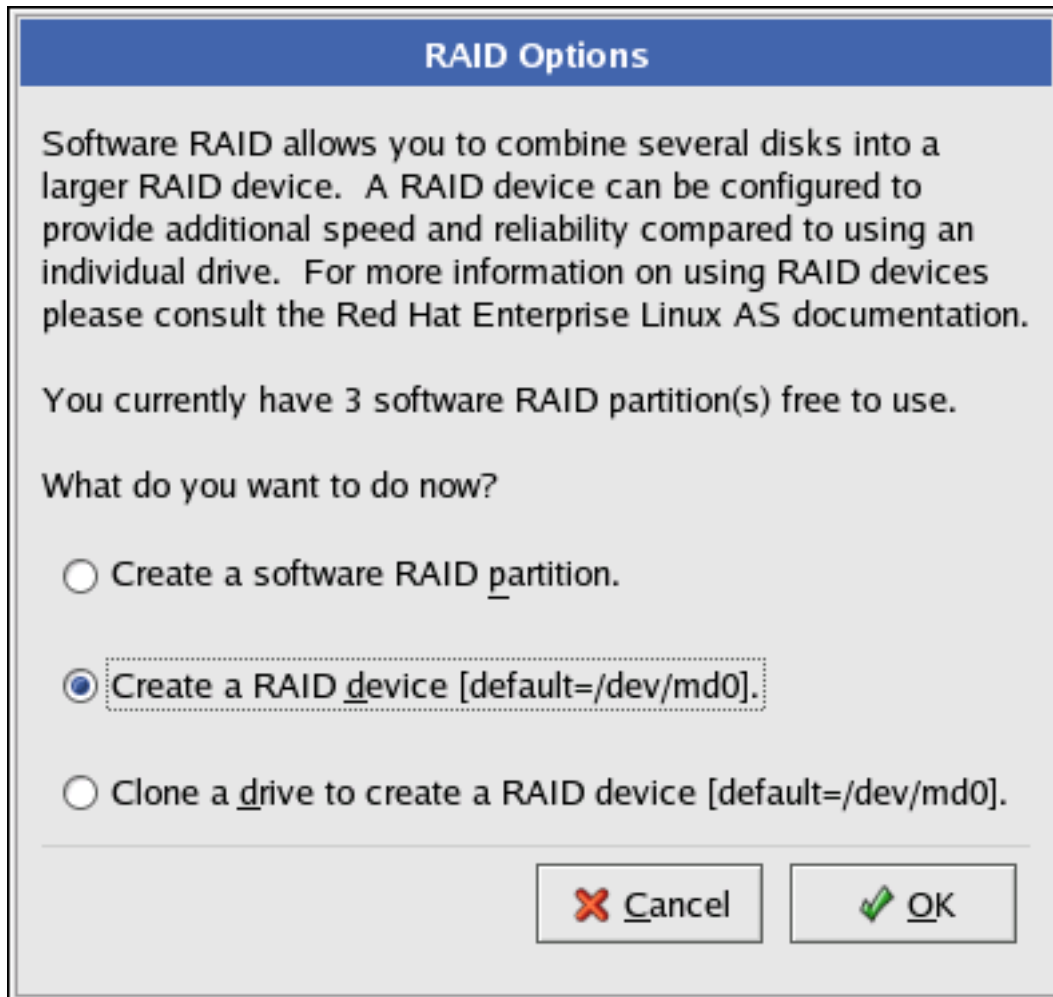 RAID Options
Software RAID allows you to combine several disks into a
larger RAID device.  A RAID device can be configured to
provide additional speed and reliability compared to using an
individual drive.  For more information on using RAID devices
please consult the Red Hat Enterprise Linux AS documentation.
You currently have 3 software RAID partition(s) free to use.
What do you want to do now?
Create a software RAID partition.
Create a RAID device [default=/dev/md0].
Clone a drive to create a RAID device [default=/dev/md0].
Cancel
OK